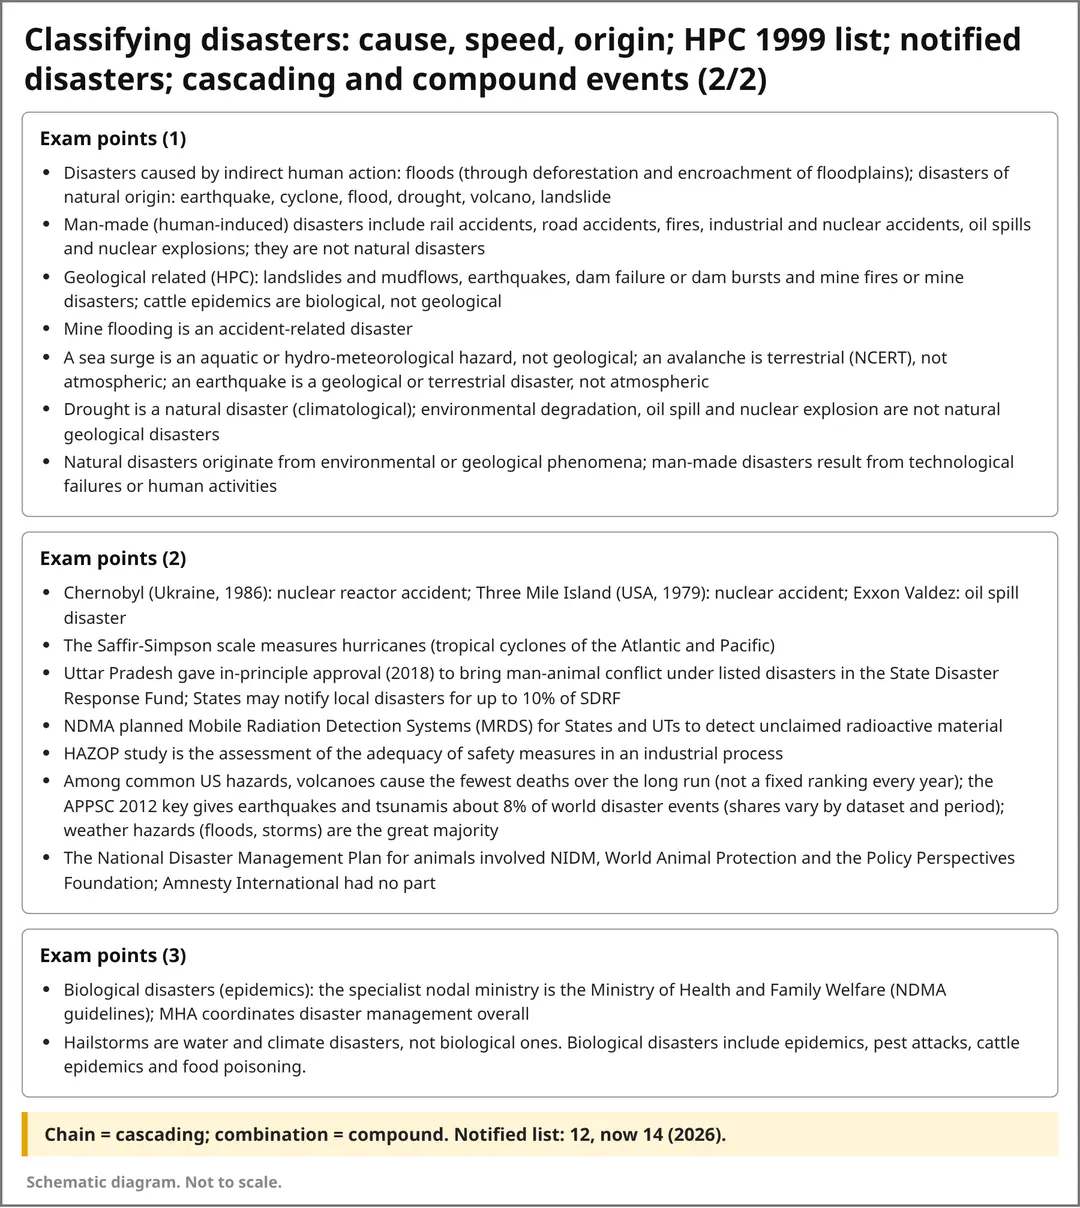 Classifying disasters: cause, speed, origin; HPC 1999 list; notified
disasters; cascading and compound events (2/2)
Exam points (1)
• Disasters caused by indirect human action: floods (through deforestation and encroachment of floodplains); disasters of
natural origin: earthquake, cyclone, flood, drought, volcano, landslide
• Man-made (human-induced) disasters include rail accidents, road accidents, fires, industrial and nuclear accidents, oil spills
and nuclear explosions; they are not natural disasters
• Geological related (HPC): landslides and mudflows, earthquakes, dam failure or dam bursts and mine fires or mine
disasters; cattle epidemics are biological, not geological
• Mine flooding is an accident-related disaster
• A sea surge is an aquatic or hydro-meteorological hazard, not geological; an avalanche is terrestrial (NCERT), not
atmospheric; an earthquake is a geological or terrestrial disaster, not atmospheric
• Drought is a natural disaster (climatological); environmental degradation, oil spill and nuclear explosion are not natural
geological disasters
• Natural disasters originate from environmental or geological phenomena; man-made disasters result from technological
failures or human activities
Exam points (2)
• Chernobyl (Ukraine, 1986): nuclear reactor accident; Three Mile Island (USA, 1979): nuclear accident; Exxon Valdez: oil spill
disaster
• The Saffir-Simpson scale measures hurricanes (tropical cyclones of the Atlantic and Pacific)
• Uttar Pradesh gave in-principle approval (2018) to bring man-animal conflict under listed disasters in the State Disaster
Response Fund; States may notify local disasters for up to 10% of SDRF
• NDMA planned Mobile Radiation Detection Systems (MRDS) for States and UTs to detect unclaimed radioactive material
• HAZOP study is the assessment of the adequacy of safety measures in an industrial process
• Among common US hazards, volcanoes cause the fewest deaths over the long run (not a fixed ranking every year); the
APPSC 2012 key gives earthquakes and tsunamis about 8% of world disaster events (shares vary by dataset and period);
weather hazards (floods, storms) are the great majority
• The National Disaster Management Plan for animals involved NIDM, World Animal Protection and the Policy Perspectives
Foundation; Amnesty International had no part
Exam points (3)
• Biological disasters (epidemics): the specialist nodal ministry is the Ministry of Health and Family Welfare (NDMA
guidelines); MHA coordinates disaster management overall
• Hailstorms are water and climate disasters, not biological ones. Biological disasters include epidemics, pest attacks, cattle
epidemics and food poisoning.
Chain = cascading; combination = compound. Notified list: 12, now 14 (2026).
Schematic diagram. Not to scale.